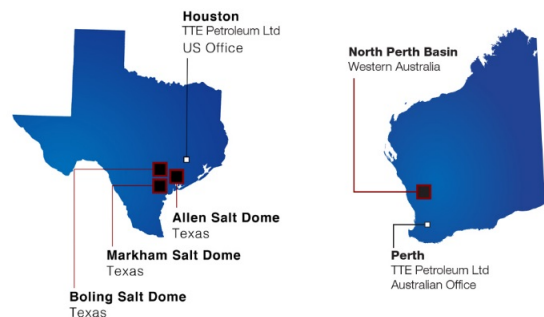 Houston
TTE Petroleum Ltd
US Office
Allen Salt Dome
Texas
Markham Salt Dome
Texas
Boling Salt Dome
Texas
North Perth Basin
Western Australia
Perth
TTE Petroleum Ltd
Australian Office